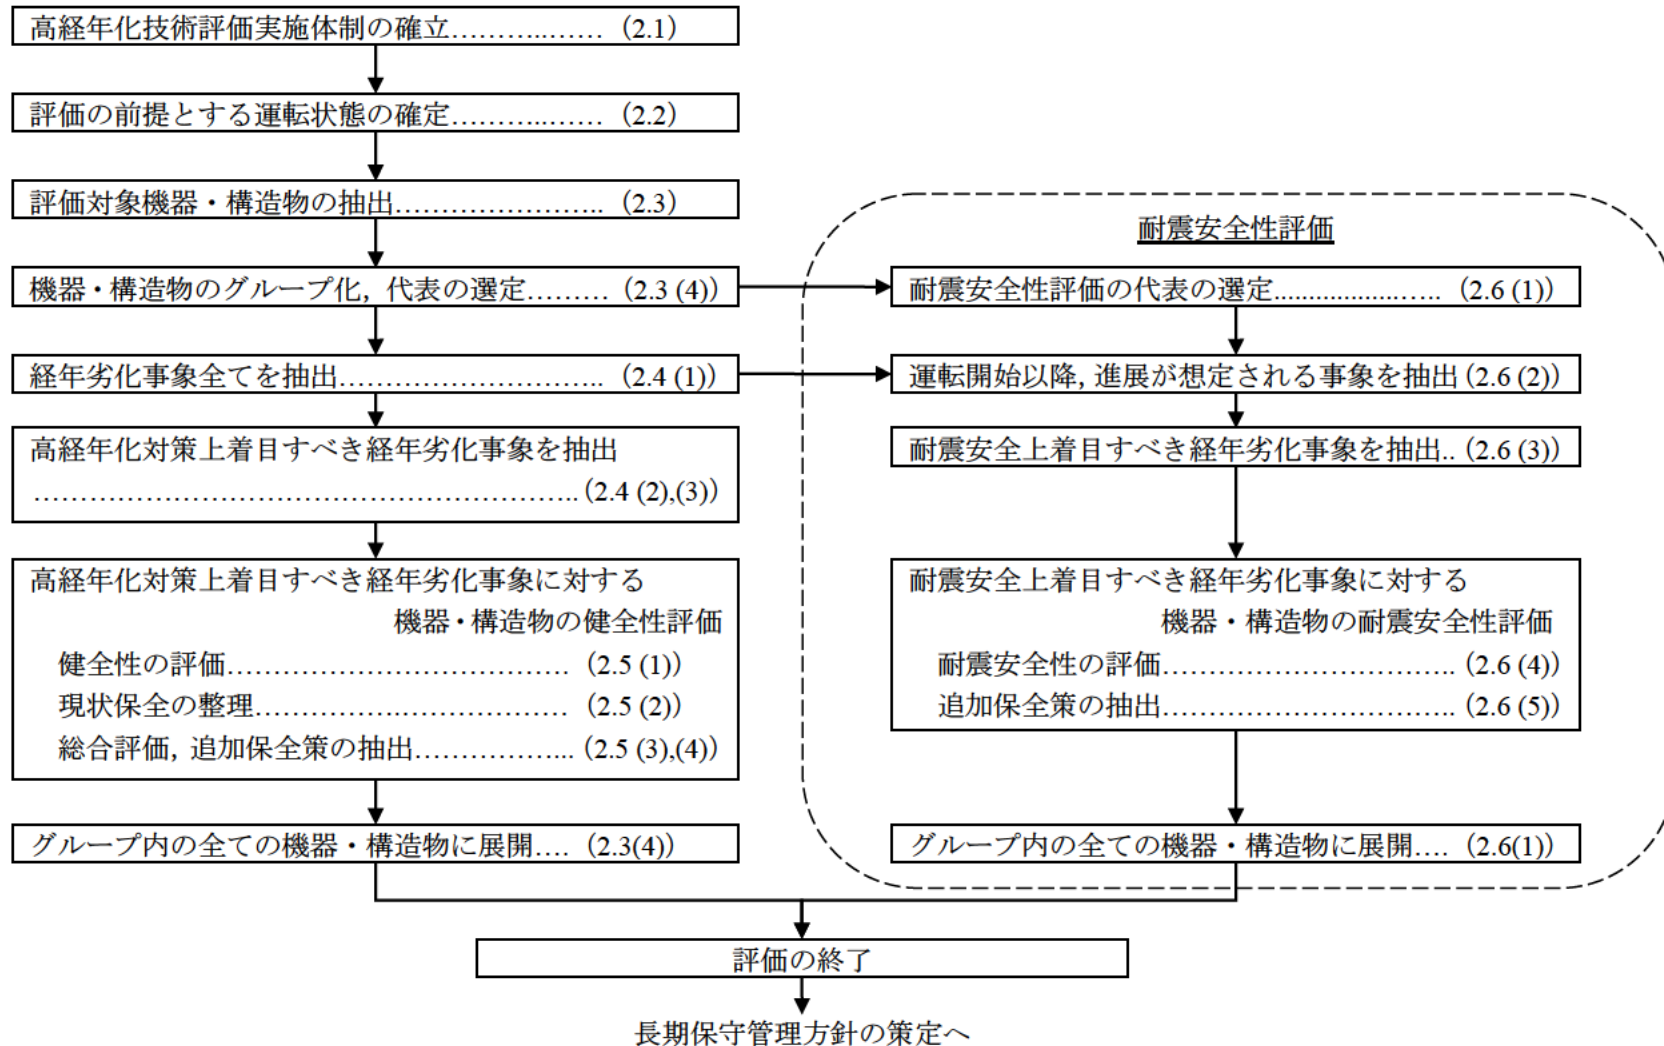 高経年化技術評価実施体制の確立………...…… (2.1)
評価の前提とする運転状態の確定………...…… (2.2)
評価対象機器・構造物の抽出………………….. (2.3)
機器・構造物のグループ化, 代表の選定……… (2.3 (4))
経年劣化事象全てを抽出……………………….. (2.4 (1))
高経年化対策上着目すべき経年劣化事象を抽出
………………………………………………….. (2.4 (2),(3))
高経年化対策上着目すべき経年劣化事象に対する
機器・構造物の健全性評価
健全性の評価……………………………… (2.5 (1))
現状保全の整理…………………………… (2.5 (2))
総合評価, 追加保全策の抽出……………... (2.5 (3),(4))
グループ内の全ての機器・構造物に展開…. (2.3(4))
耐震安全性評価
耐震安全性評価の代表の選定.................….. (2.6 (1))
運転開始以降, 進展が想定される事象を抽出 (2.6 (2))
耐震安全上着目すべき経年劣化事象を抽出.. (2.6 (3))
耐震安全上着目すべき経年劣化事象に対する
機器・構造物の耐震安全性評価
耐震安全性の評価………………………….. (2.6 (4))
追加保全策の抽出………………………….. (2.6 (5))
グループ内の全ての機器・構造物に展開…. (2.6(1))
評価の終了
長期保守管理方針の策定へ